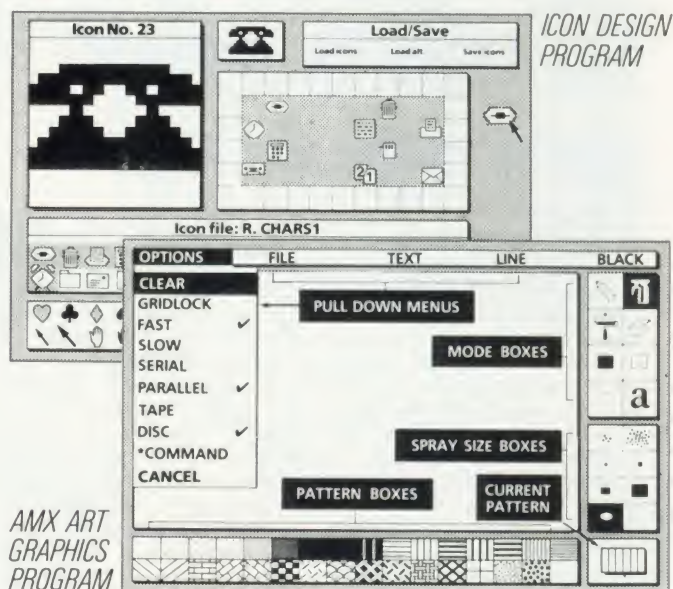 ICON DESIGN
PROGRAM
Icon No. 23
Load/Save
Load icons Load alt. Save icons
2 1
Icon file: R. CHARS1
OPTIONS FILE TEXT LINE BLACK
CLEAR
GRIDLOCK
FAST ✓
SLOW
SERIAL
PARALLEL ✓
TAPE
DISC ✓
*COMMAND
CANCEL
PULL DOWN MENUS
MODE BOXES
a
SPRAY SIZE BOXES
PATTERN BOXES
CURRENT
PATTERN
AMX ART
GRAPHICS
PROGRAM